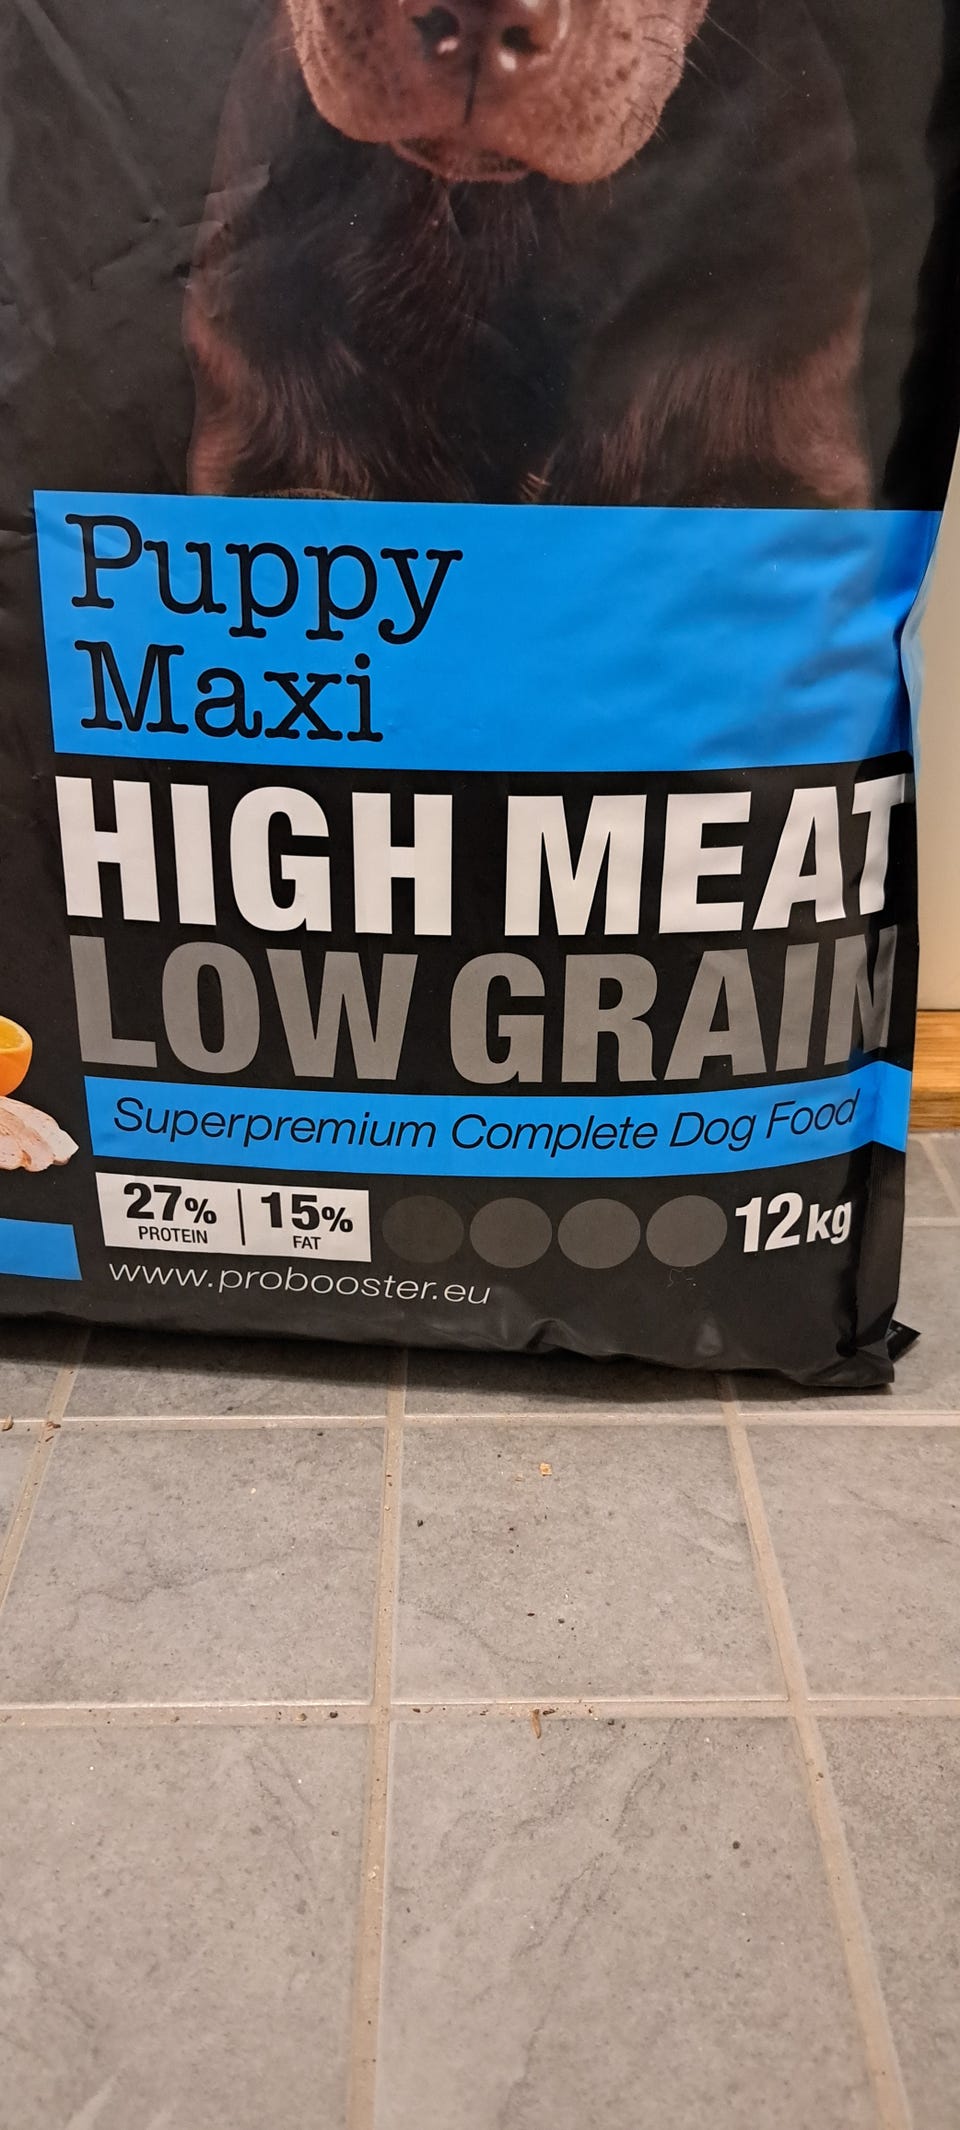 Puppy
Maxi
HIGH MEAT
LOW GRAIN
Superpremium Complete Dog Food
27% PROTEIN | 15% FAT
12kg
www.probooster.eu